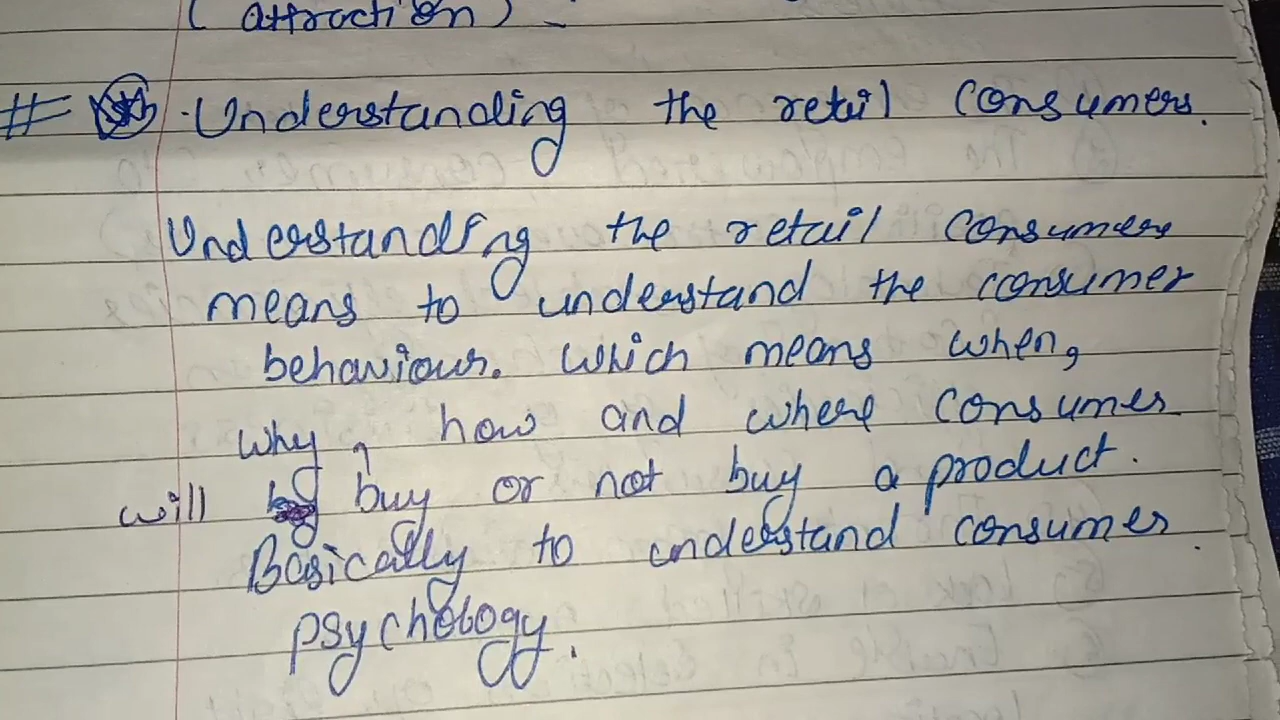 ( attraction ) -
# Understanding the retail consumers.
Understanding the retail consumers
means to understand the consumer
behaviour. Which means when,
why, how and where consumer
will buy or not buy a product.
Basically to understand consumer
psychology.